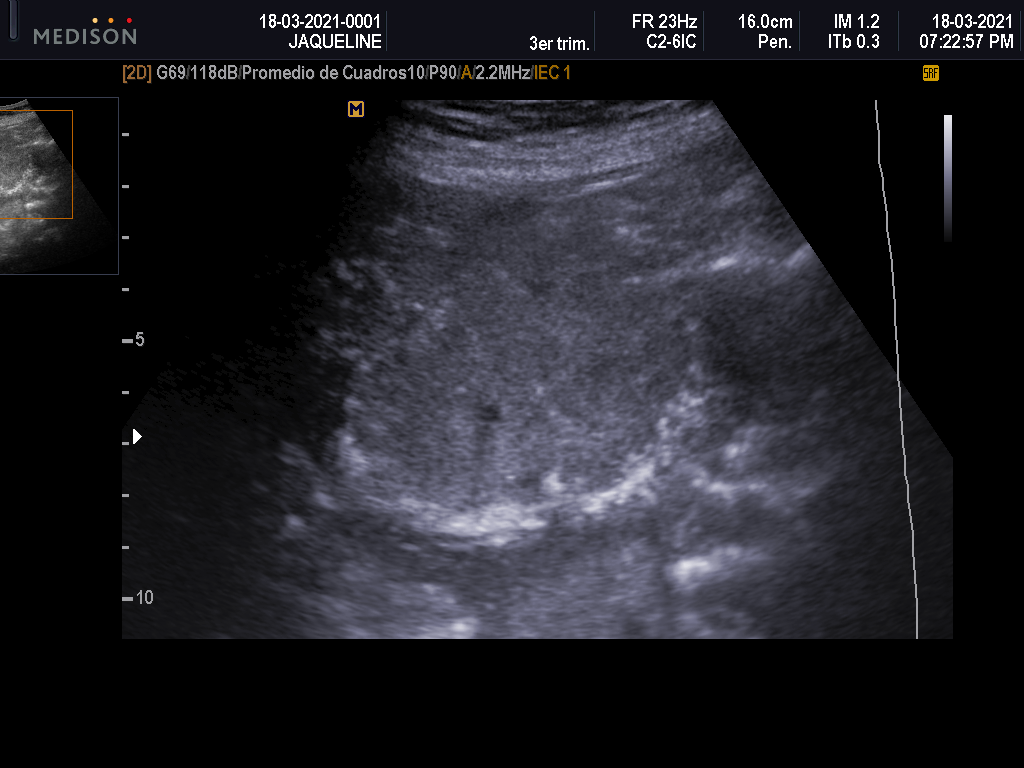 MEDISON
18-03-2021-0001
JAQUELINE
3er trim.
FR 23Hz
C2-6IC
16.0cm
Pen.
IM 1.2
ITb 0.3
18-03-2021
07:22:57 PM
[2D] G69/118dB/Promedio de Cuadros10/P90/A/2.2MHz/IEC 1
SRF
M
5
10